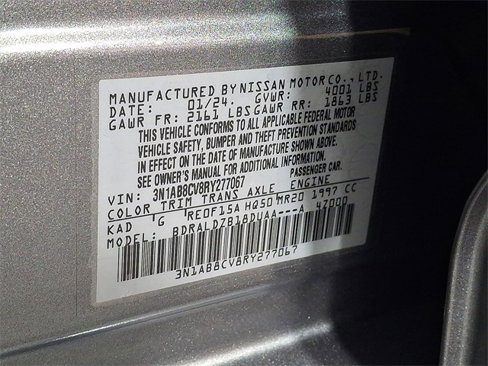 MANUFACTURED BY NISSAN MOTOR CO., LTD.
DATE: 01/24. GVWR: 4001 LBS
GAWR FR: 2161 LBS GAWR RR: 1863 LBS
THIS VEHICLE CONFORMS TO ALL APPLICABLE FEDERAL MOTOR
VEHICLE SAFETY, BUMPER AND THEFT PREVENTION STANDARDS
IN EFFECT ON THE DATE OF MANUFACTURE SHOWN ABOVE.
SEE OWNER'S MANUAL FOR ADDITIONAL INFORMATION.
VIN: 3N1AB8CV8RY277067 PASSENGER CAR.
COLOR TRIM TRANS AXLE ENGINE
KAD G RE0F15A HQ50 MR20 1997 CC
MODEL: BDRALDZB18DUAA---A 4Z000
3N1AB8CV8RY277067